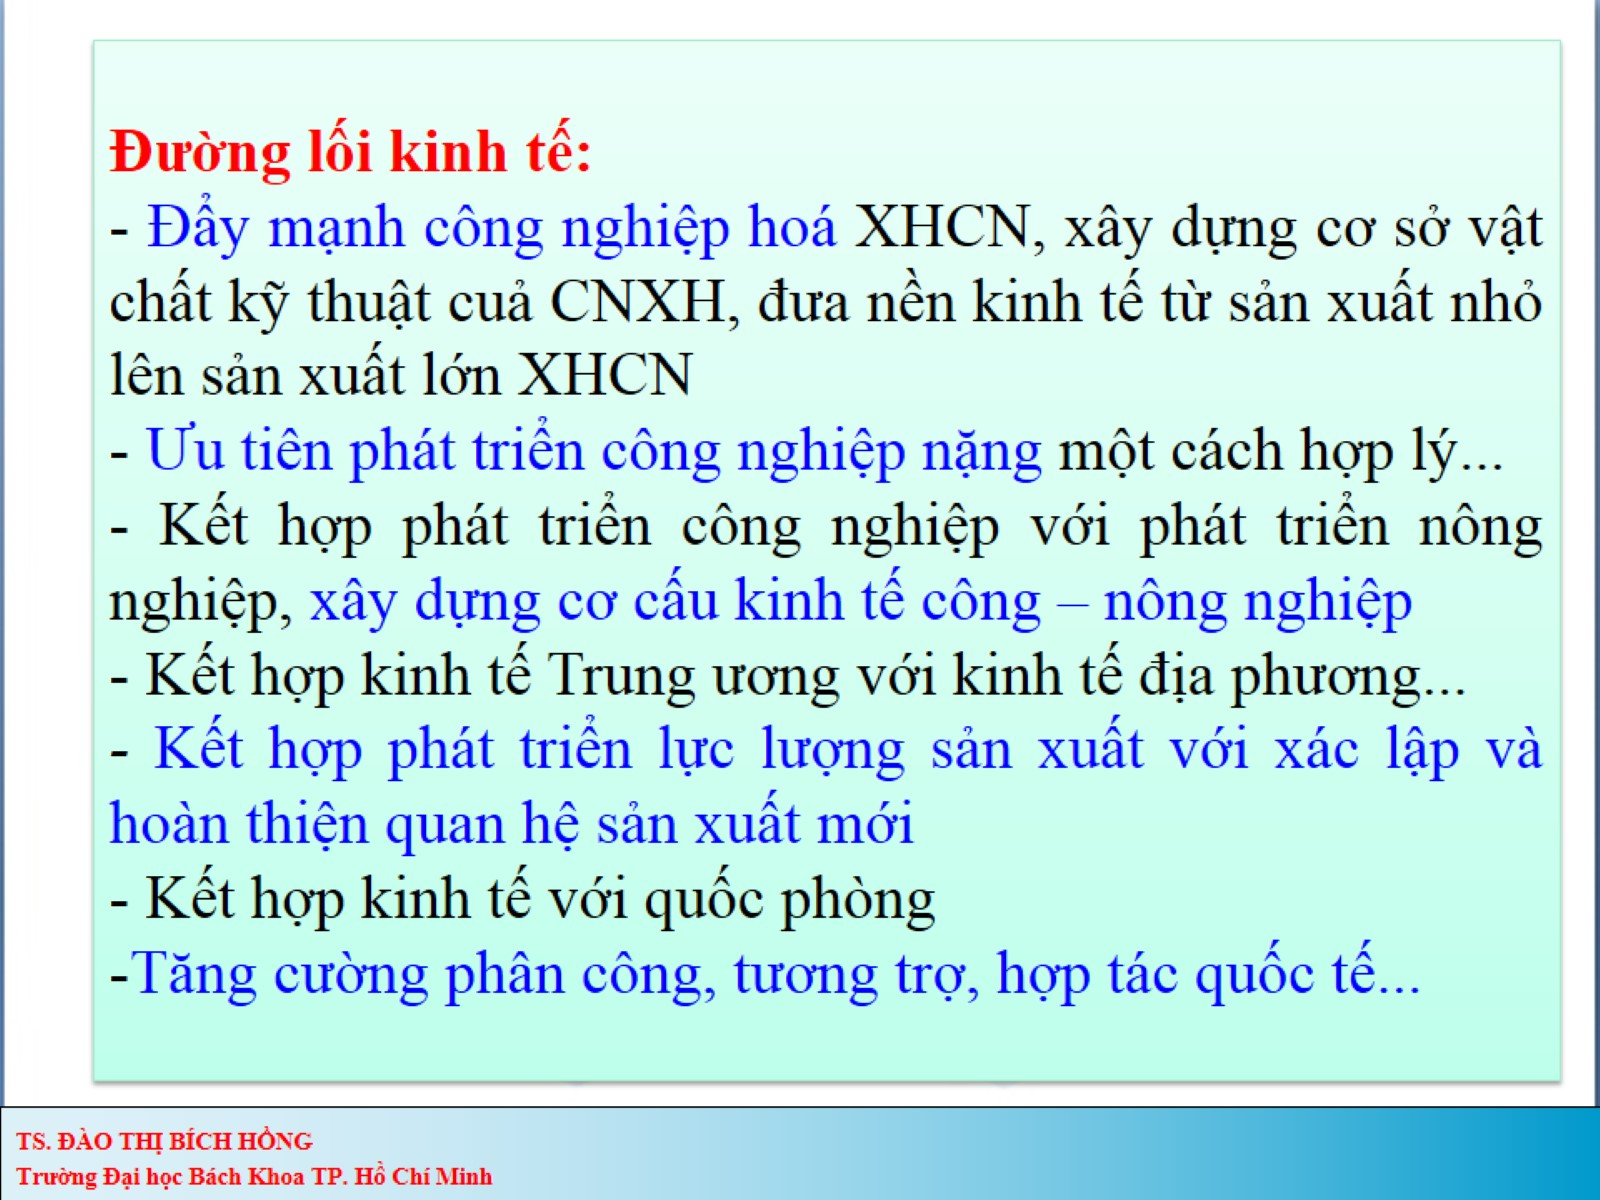 Đường lối kinh tế:
- Đẩy mạnh công nghiệp hoá XHCN, xây dựng cơ sở vật
chất kỹ thuật cuả CNXH, đưa nền kinh tế từ sản xuất nhỏ
lên sản xuất lớn XHCN
- Ưu tiên phát triển công nghiệp nặng một cách hợp lý...
- Kết hợp phát triển công nghiệp với phát triển nông
nghiệp, xây dựng cơ cấu kinh tế công – nông nghiệp
- Kết hợp kinh tế Trung ương với kinh tế địa phương...
- Kết hợp phát triển lực lượng sản xuất với xác lập và
hoàn thiện quan hệ sản xuất mới
- Kết hợp kinh tế với quốc phòng
-Tăng cường phân công, tương trợ, hợp tác quốc tế...
TS. ĐÀO THỊ BÍCH HỒNG
Trường Đại học Bách Khoa TP. Hồ Chí Minh